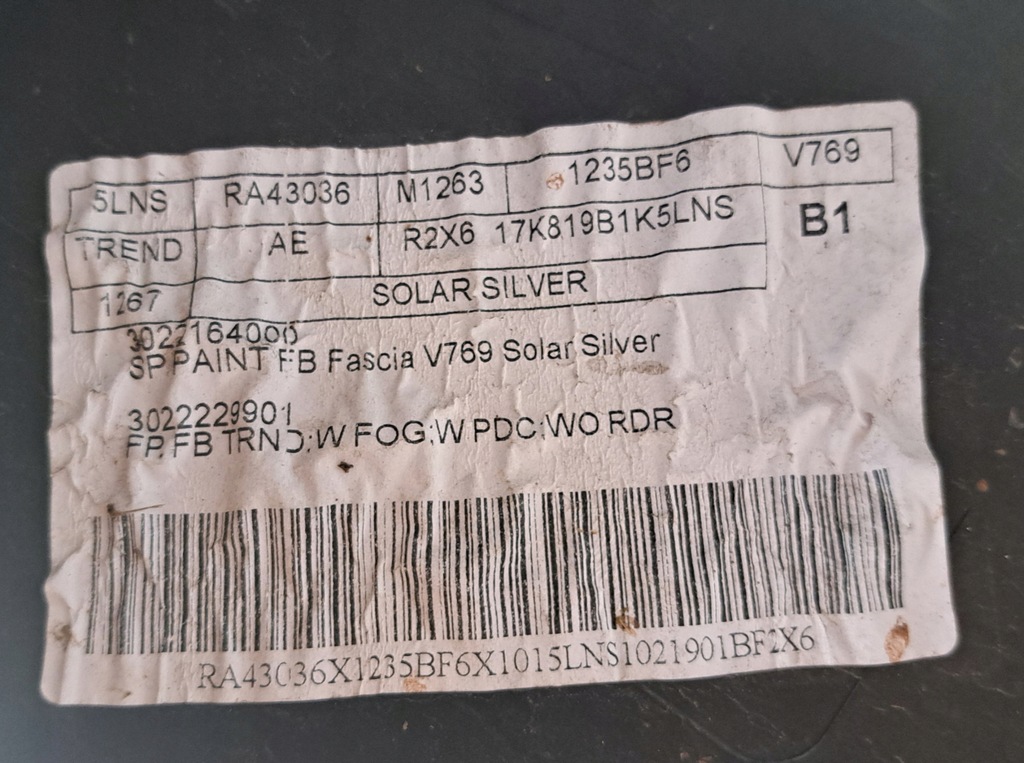 5LNS RA43036 M1263 1235BF6 V769
TREND AE R2X6 17K819B1K5LNS B1
1267 SOLAR SILVER
3022164000
SP.PAINT FB Fascia V769 Solar Silver
3022229901
FP.FB TRND;W FOG;W PDC;WO RDR
RA43036X1235BF6X1015LNS1021901BF2X6